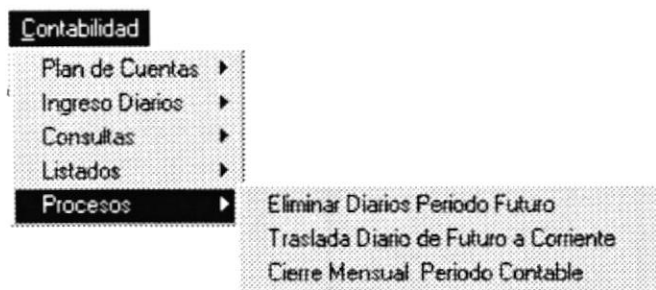 Contabilidad
Plan de Cuentas
Ingreso Diarios
Consultas
Listados
Procesos
Eliminar Diarios Periodo Futuro
Traslada Diario de Futuro a Corriente
Cierre Mensual Periodo Contable